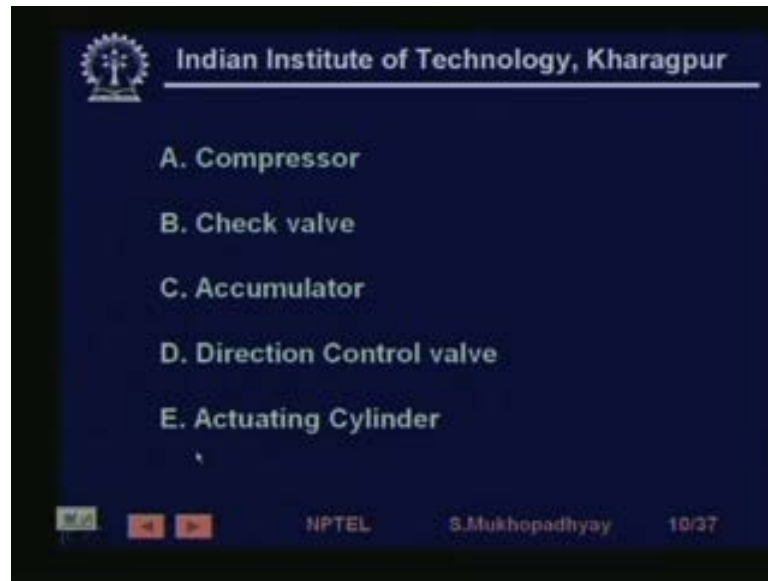 Indian Institute of Technology, Kharagpur
A. Compressor
B. Check valve
C. Accumulator
D. Direction Control valve
E. Actuating Cylinder
NPTEL S.Mukhopadhyay 10/37